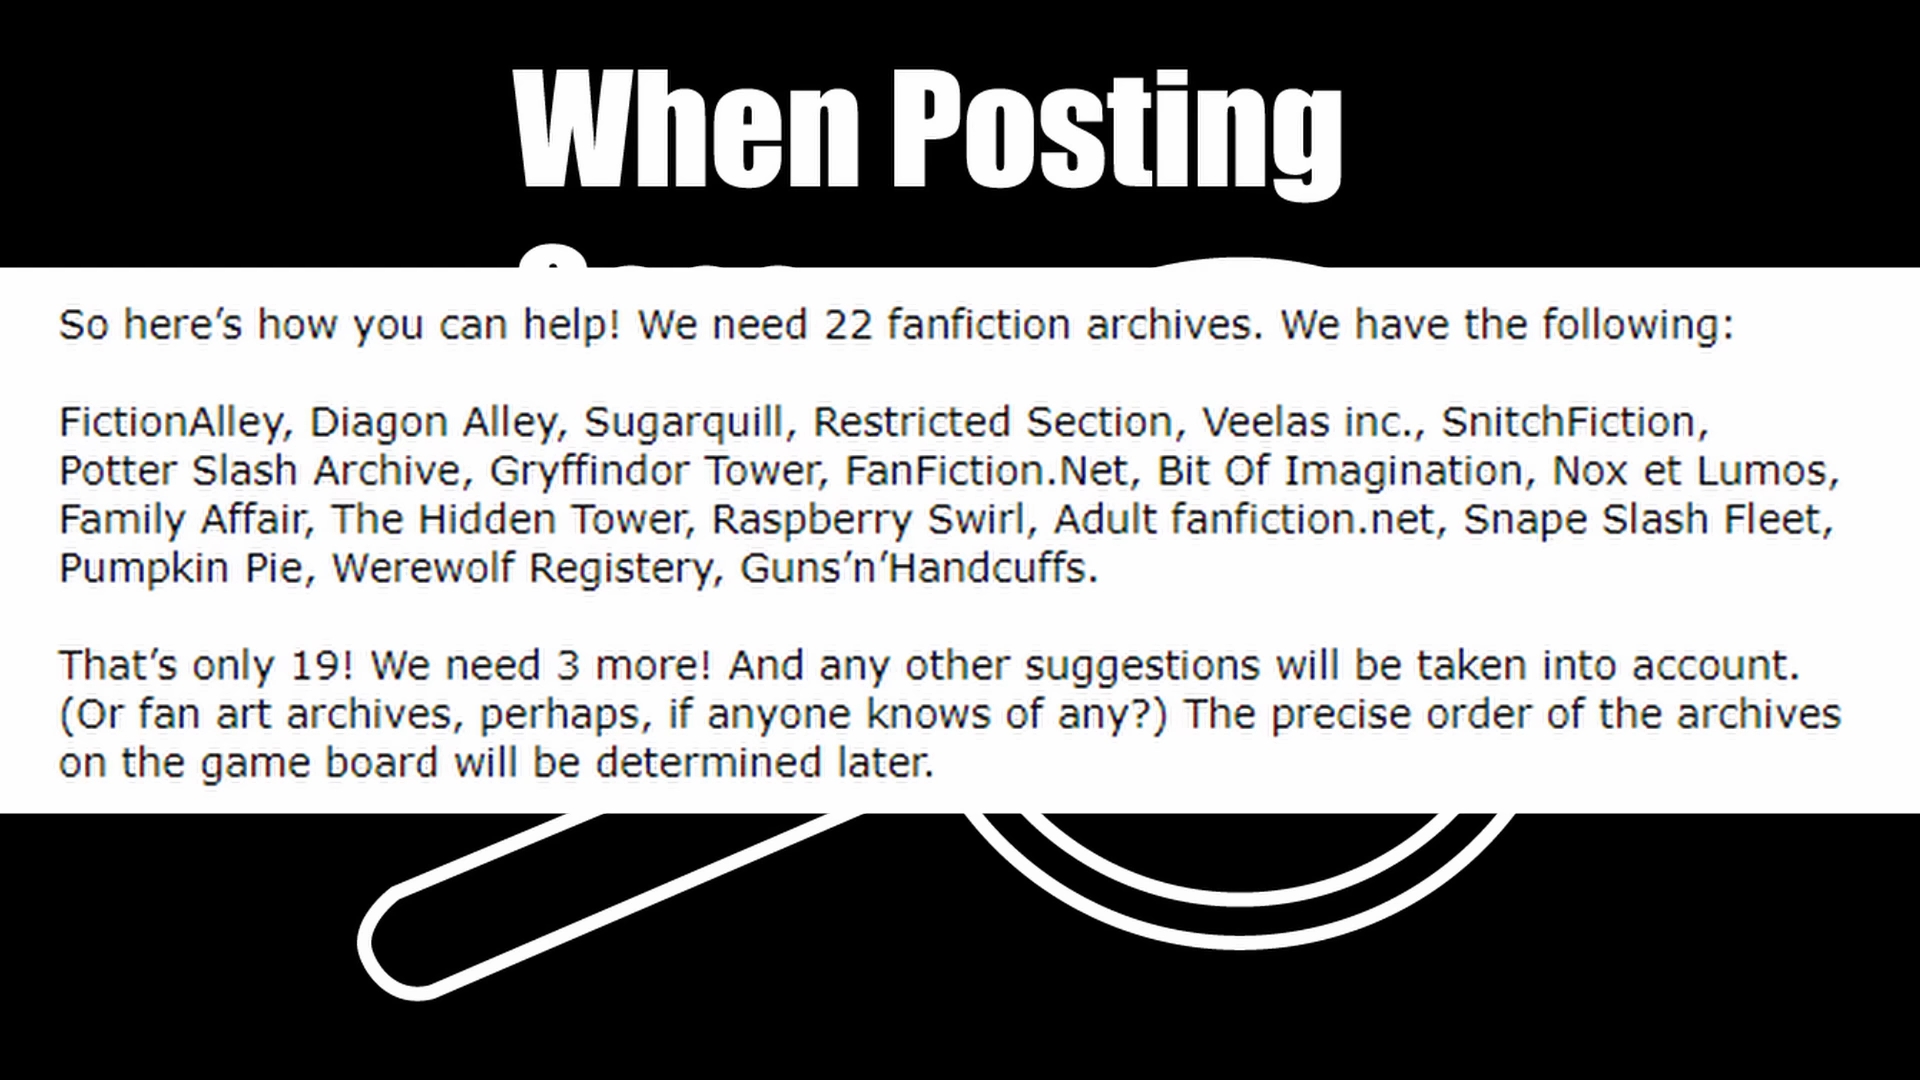 When Posting
So here’s how you can help! We need 22 fanfiction archives. We have the following:
FictionAlley, Diagon Alley, Sugarquill, Restricted Section, Veelas inc., SnitchFiction,
Potter Slash Archive, Gryffindor Tower, FanFiction.Net, Bit Of Imagination, Nox et Lumos,
Family Affair, The Hidden Tower, Raspberry Swirl, Adult fanfiction.net, Snape Slash Fleet,
Pumpkin Pie, Werewolf Registery, Guns’n’Handcuffs.
That’s only 19! We need 3 more! And any other suggestions will be taken into account.
(Or fan art archives, perhaps, if anyone knows of any?) The precise order of the archives
on the game board will be determined later.